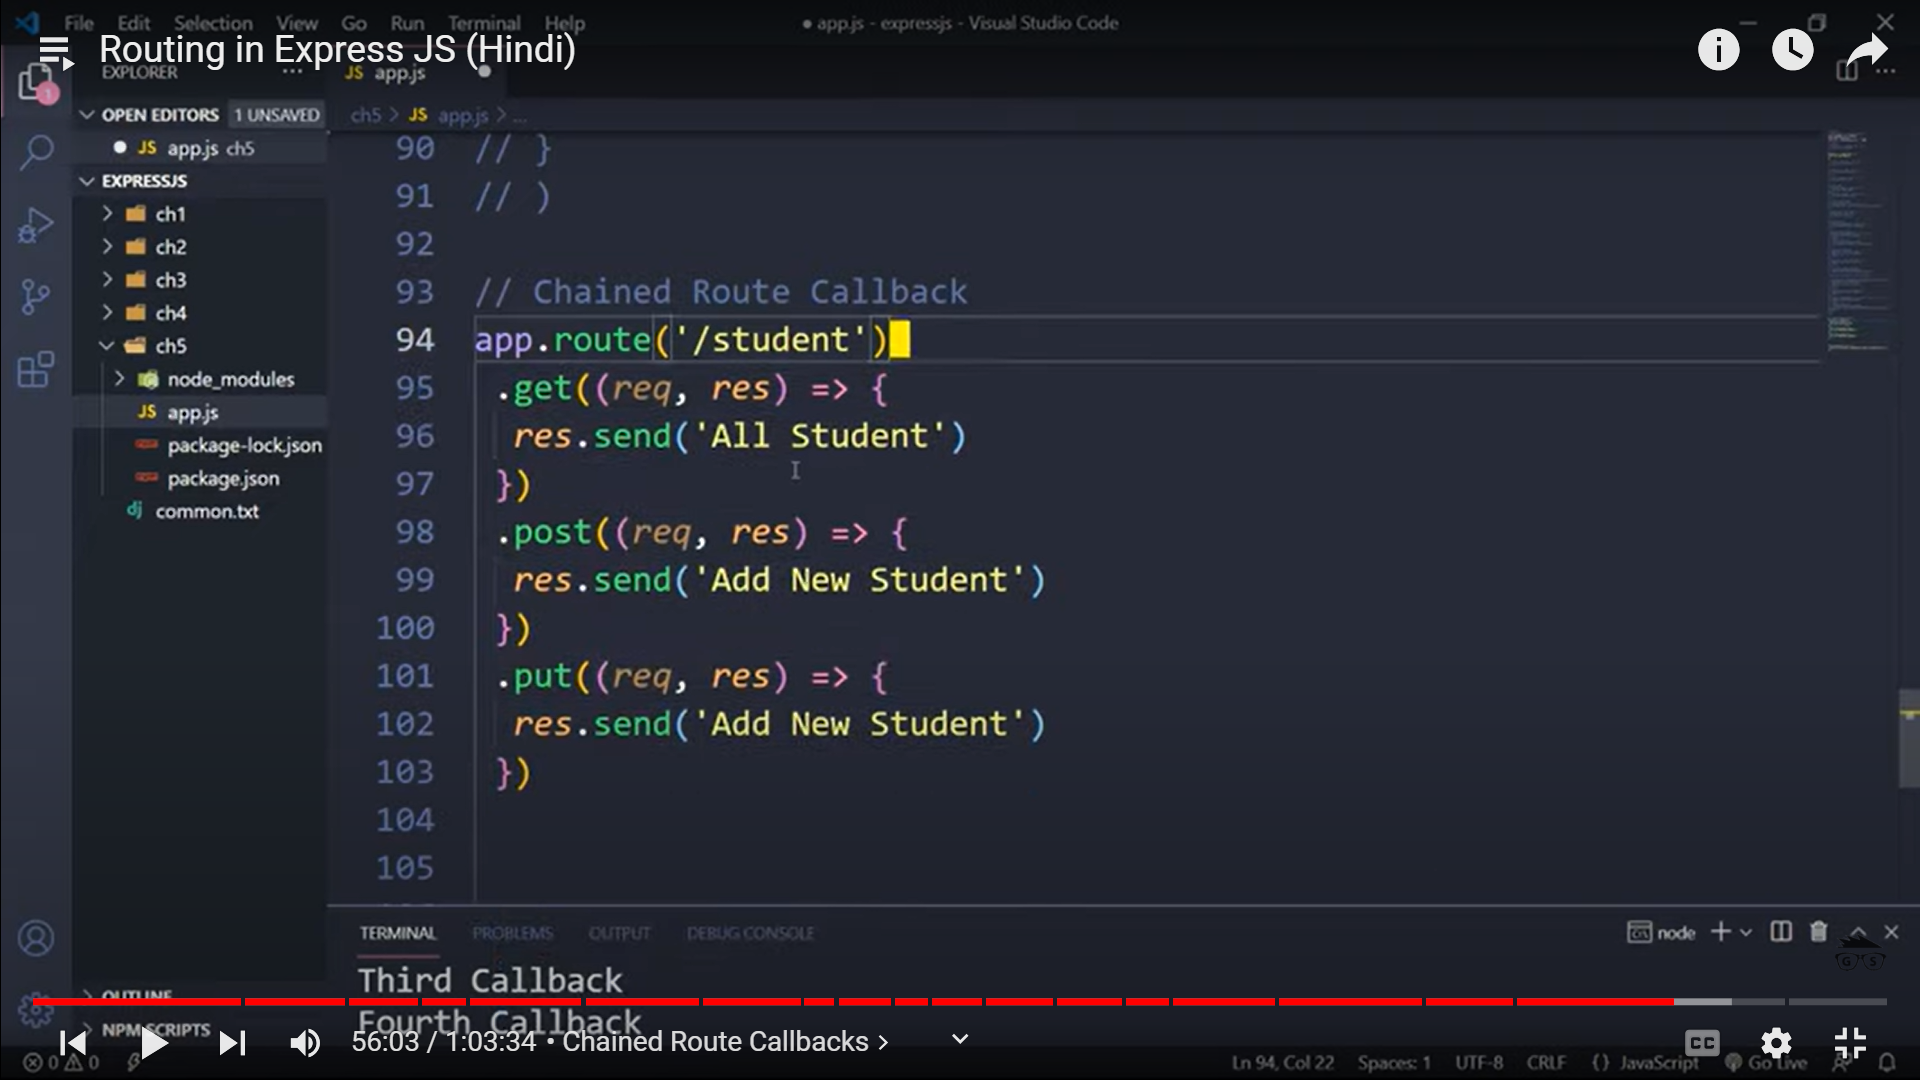 File Edit Selection View Go Run Terminal Help
● app.js - expressjs - Visual Studio Code
Routing in Express JS (Hindi)
EXPLORER ...
JS app.js
1
OPEN EDITORS 1 UNSAVED
JS app.js ch5
EXPRESSJS
ch1
ch2
ch3
ch4
ch5
node_modules
JS app.js
package-lock.json
package.json
dj common.txt
OUTLINE
NPM SCRIPTS
ch5 > JS app.js > ...
90 // }
91 // )
92
93 // Chained Route Callback
94 app.route('/student')
95 .get((req, res) => {
96 res.send('All Student')
97 })
98 .post((req, res) => {
99 res.send('Add New Student')
100 })
101 .put((req, res) => {
102 res.send('Add New Student')
103 })
104
105
TERMINAL PROBLEMS OUTPUT DEBUG CONSOLE
node
G S
Third Callback
Fourth Callback
56:03 / 1:03:34 • Chained Route Callbacks >
CC
0 0
Ln 94, Col 22 Spaces: 1 UTF-8 CRLF {} JavaScript Go Live